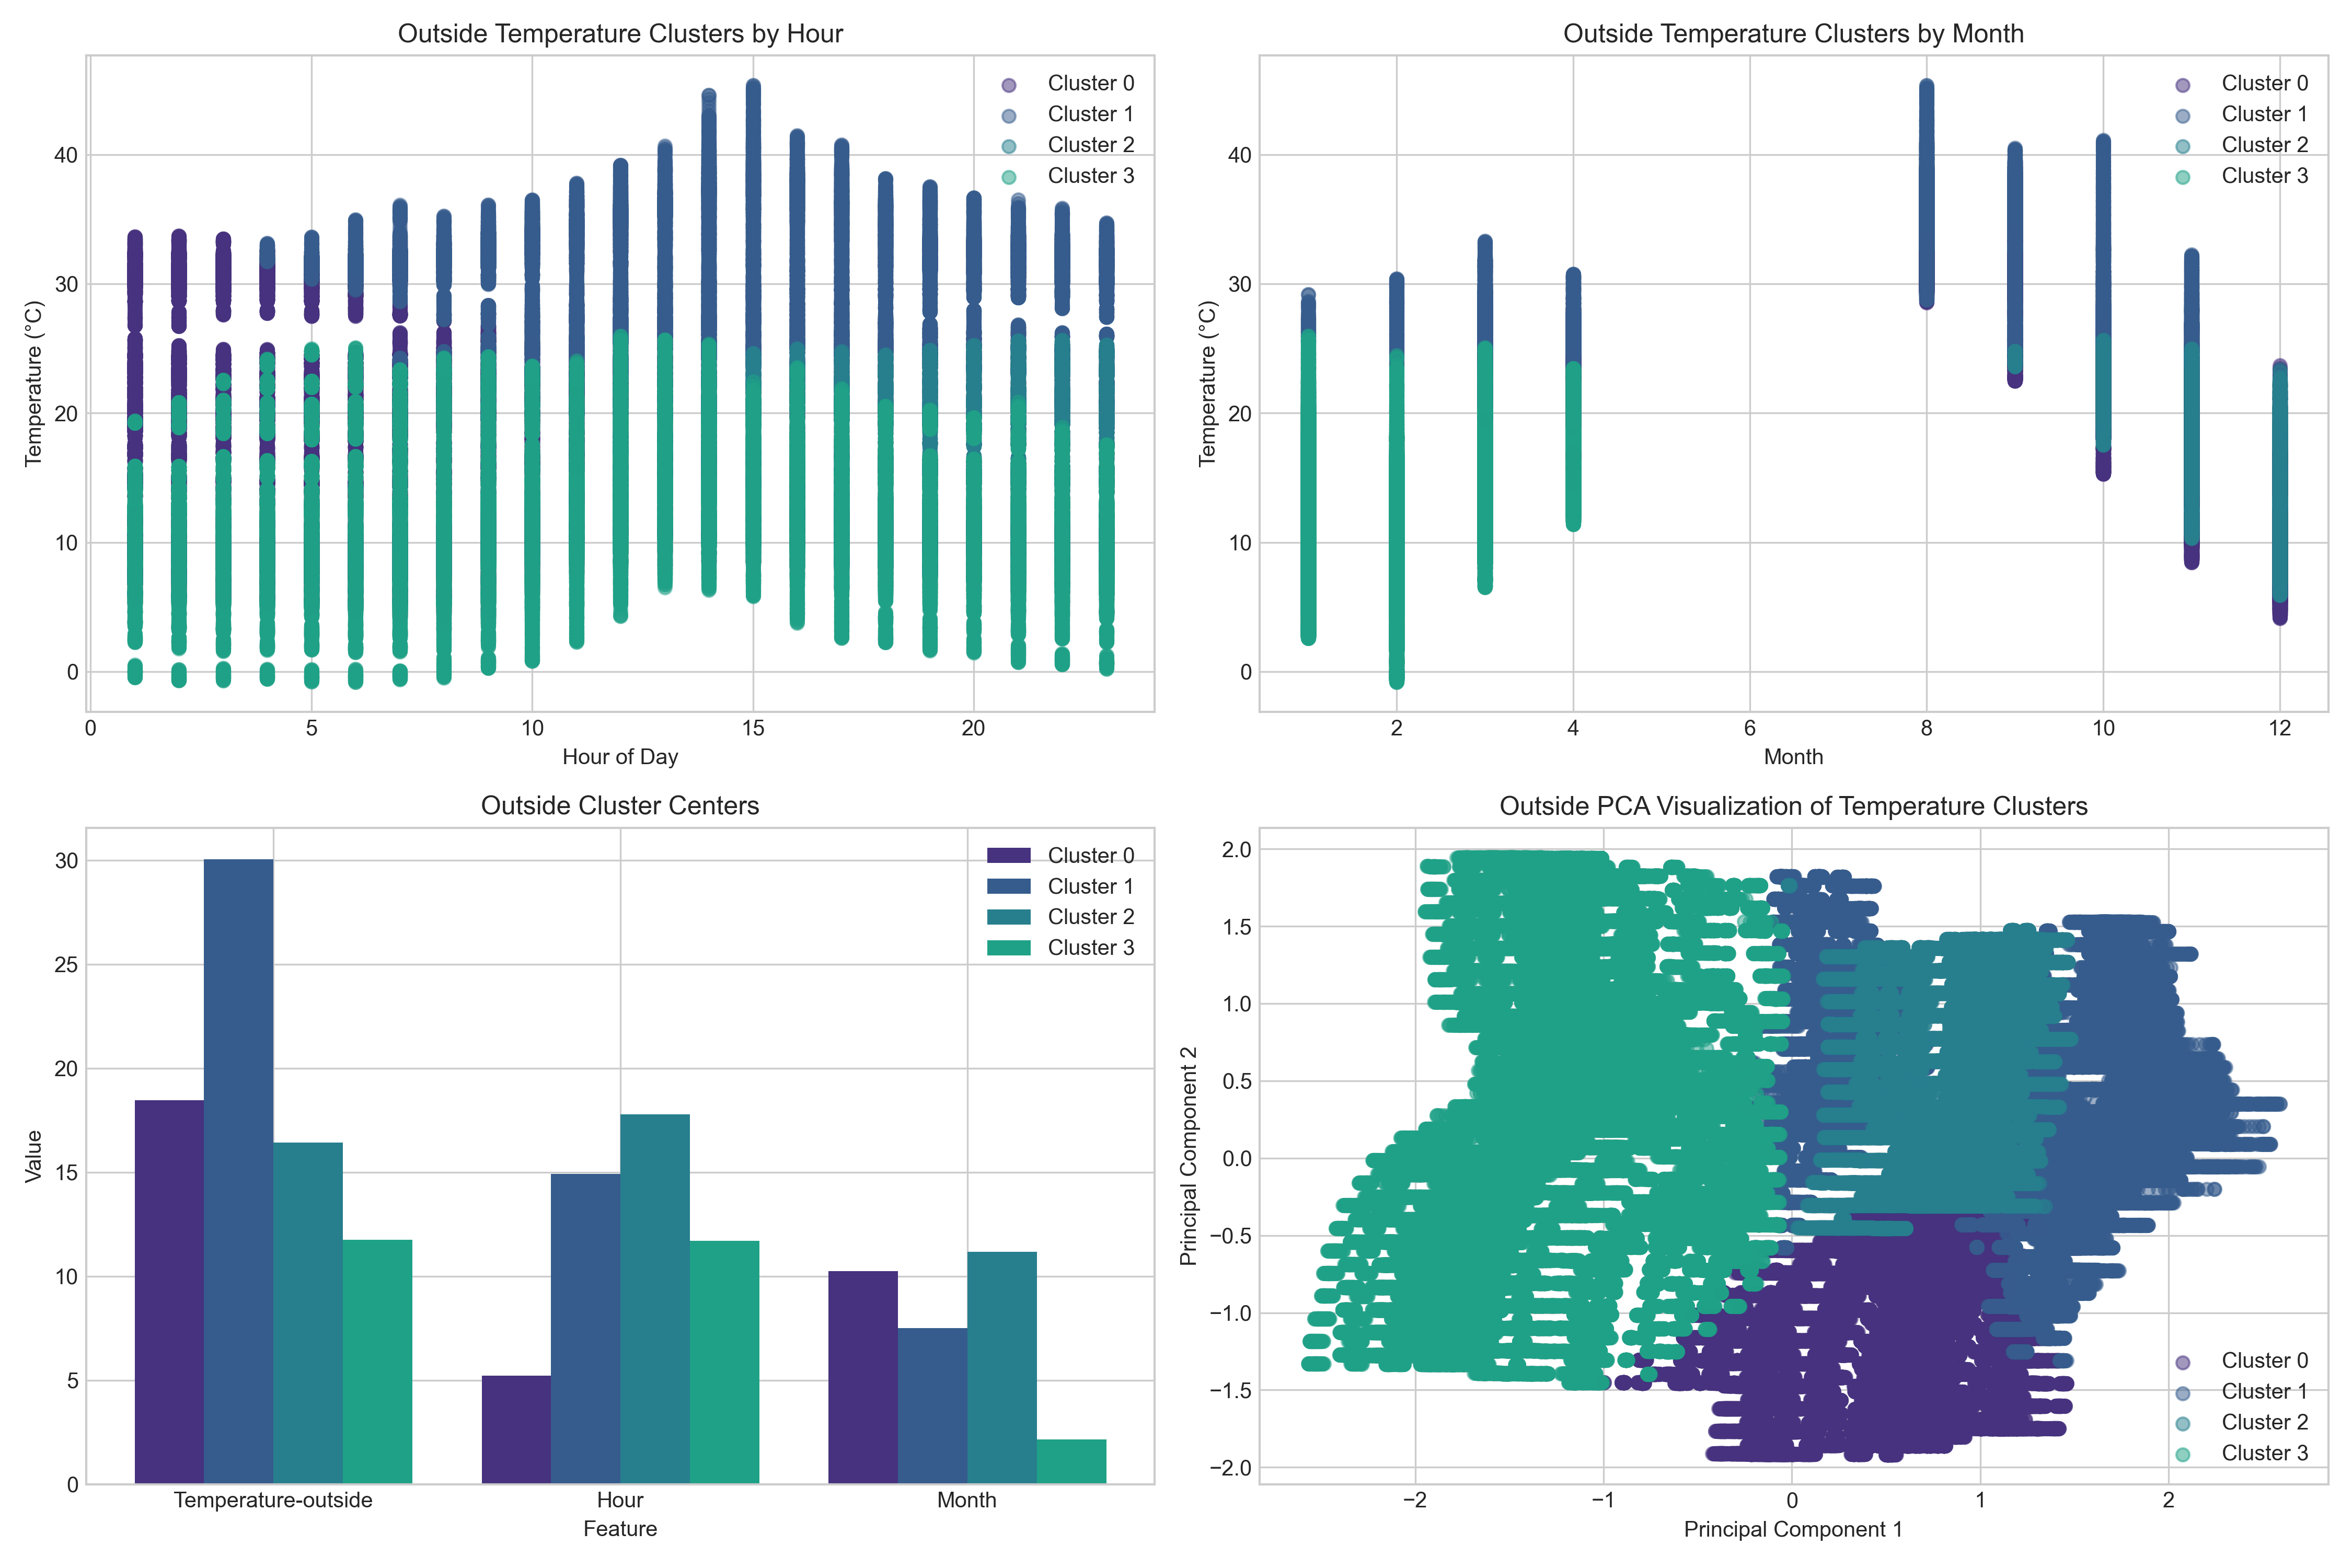 Outside Temperature Clusters by Hour
Cluster 0
Cluster 1
Cluster 2
Cluster 3
40
30
20
10
0
Temperature (°C)
0 5 10 15 20
Hour of Day
Outside Temperature Clusters by Month
Cluster 0
Cluster 1
Cluster 2
Cluster 3
40
30
20
10
0
Temperature (°C)
2 4 6 8 10 12
Month
Outside Cluster Centers
Cluster 0
Cluster 1
Cluster 2
Cluster 3
30
25
20
15
10
5
0
Value
Temperature-outside Hour Month
Feature
Outside PCA Visualization of Temperature Clusters
2.0
1.5
1.0
0.5
0.0
−0.5
−1.0
−1.5
−2.0
Principal Component 2
Cluster 0
Cluster 1
Cluster 2
Cluster 3
−2 −1 0 1 2
Principal Component 1